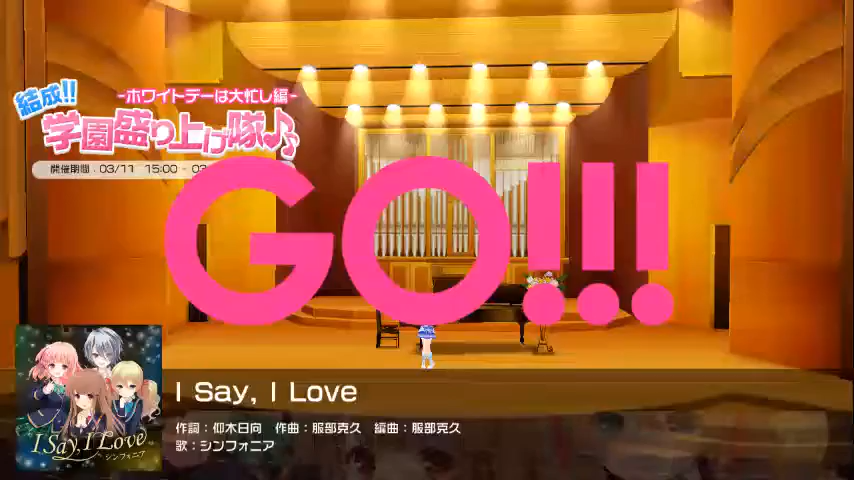 -ホワイトデーは大忙し編-
結成!!
学園盛り上げ隊♪
開催期間：03/11 15:00 - 03
GO!!!
I Say, I Love
作詞：仰木日向 作曲：服部克久 編曲：服部克久
歌：シンフォニア
I Say, I Love
シンフォニア